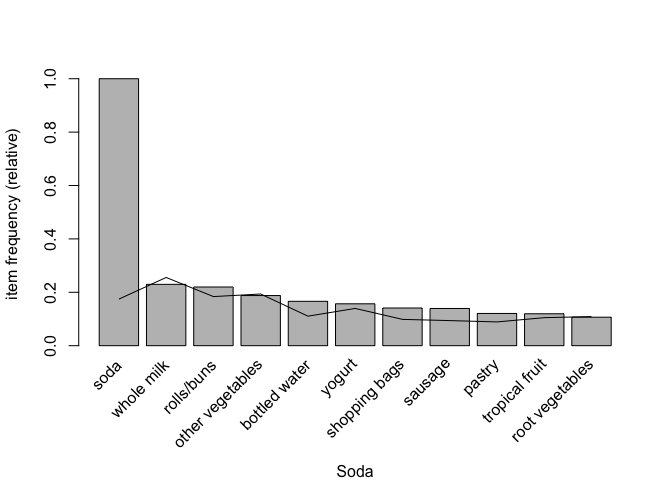 item frequency (relative)
1.0
0.8
0.6
0.4
0.2
0.0
soda
whole milk
rolls/buns
other vegetables
bottled water
yogurt
shopping bags
sausage
pastry
tropical fruit
root vegetables
Soda